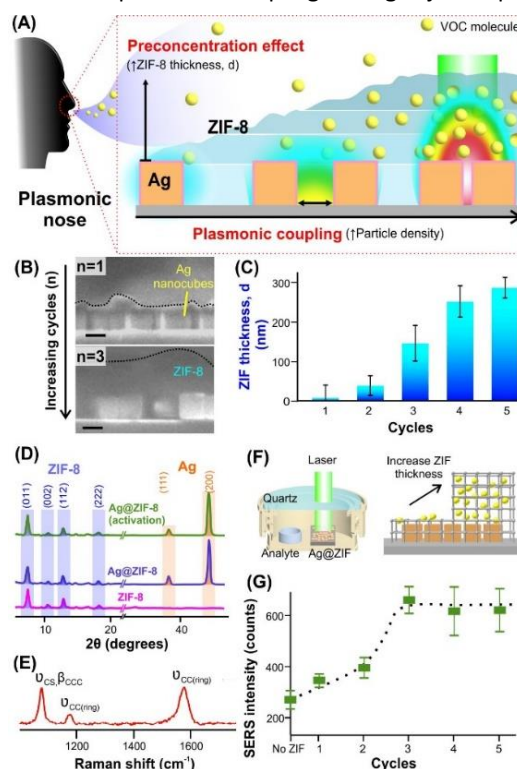 (A)
Preconcentration effect
(↑ZIF-8 thickness, d)
VOC molecule
ZIF-8
Ag
Plasmonic nose
Plasmonic coupling (↑Particle density)
(B)
Increasing cycles (n)
n=1
Ag nanocubes
n=3
ZIF-8
(C)
ZIF thickness, d (nm)
300
200
100
0
1 2 3 4 5
Cycles
(D)
ZIF-8
Ag
(011) (002) (112) (222) (111) (200)
Ag@ZIF-8 (activation)
Ag@ZIF-8
ZIF-8
10 20 40
2θ (degrees)
(E)
υCS,βCCC
υCC(ring)
υCC(ring)
1200 1400 1600
Raman shift (cm⁻¹)
(F)
Laser
Quartz
Analyte
Ag@ZIF
Increase ZIF thickness
(G)
SERS intensity (counts)
800
600
400
200
No ZIF 1 2 3 4 5
Cycles